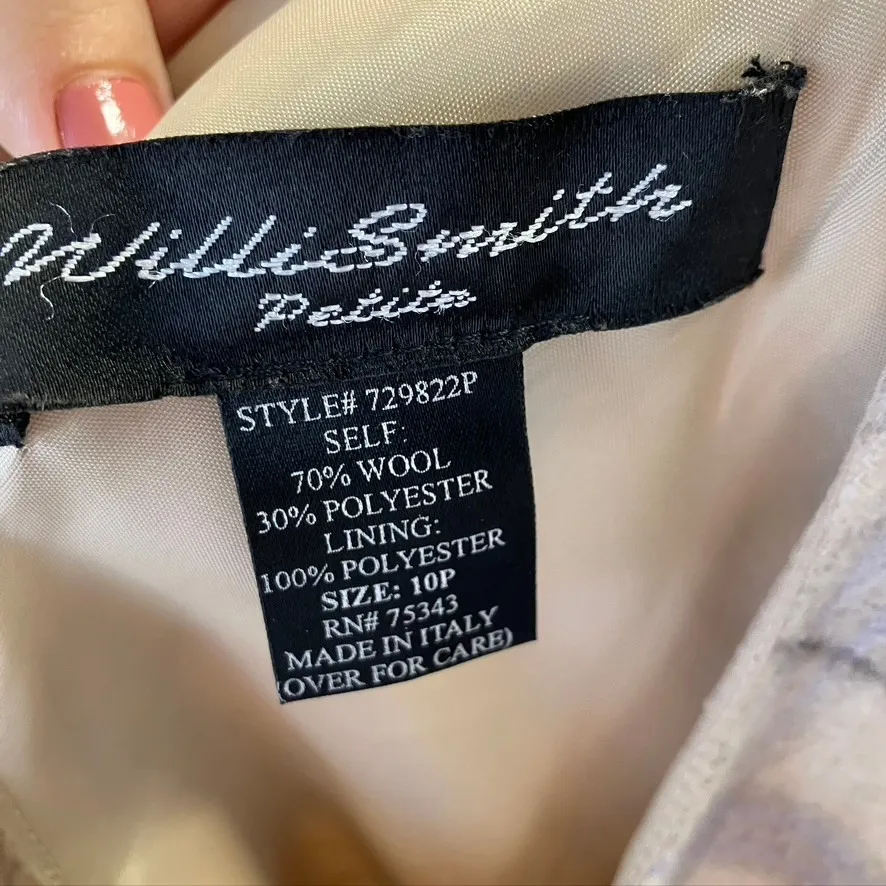 WilliSmith
Petite
STYLE# 729822P
SELF:
70% WOOL
30% POLYESTER
LINING:
100% POLYESTER
SIZE: 10P
RN# 75343
MADE IN ITALY
(OVER FOR CARE)